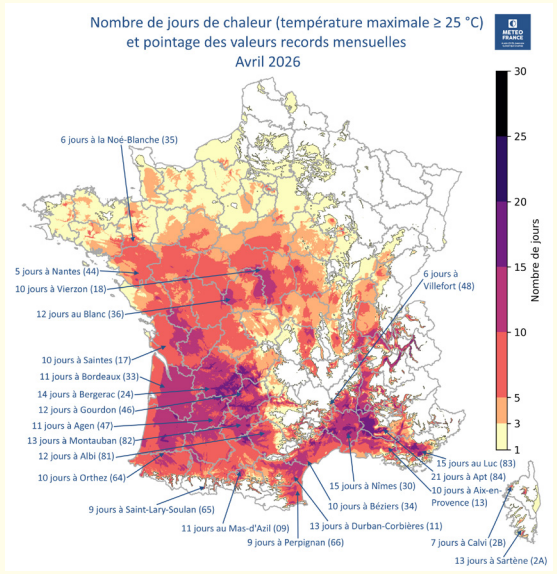 Nombre de jours de chaleur (température maximale ≥ 25 °C)
et pointage des valeurs records mensuelles
Avril 2026
METEO
FRANCE
30
25
20
15
10
5
3
1
Nombre de jours
6 jours à la Noé-Blanche (35)
5 jours à Nantes (44)
10 jours à Vierzon (18)
12 jours au Blanc (36)
10 jours à Saintes (17)
11 jours à Bordeaux (33)
14 jours à Bergerac (24)
12 jours à Gourdon (46)
11 jours à Agen (47)
13 jours à Montauban (82)
12 jours à Albi (81)
10 jours à Orthez (64)
9 jours à Saint-Lary-Soulan (65)
11 jours au Mas-d'Azil (09)
9 jours à Perpignan (66)
13 jours à Durban-Corbières (11)
10 jours à Béziers (34)
15 jours à Nîmes (30)
6 jours à
Villefort (48)
15 jours au Luc (83)
21 jours à Apt (84)
10 jours à Aix-en-
Provence (13)
7 jours à Calvi (2B)
13 jours à Sartène (2A)